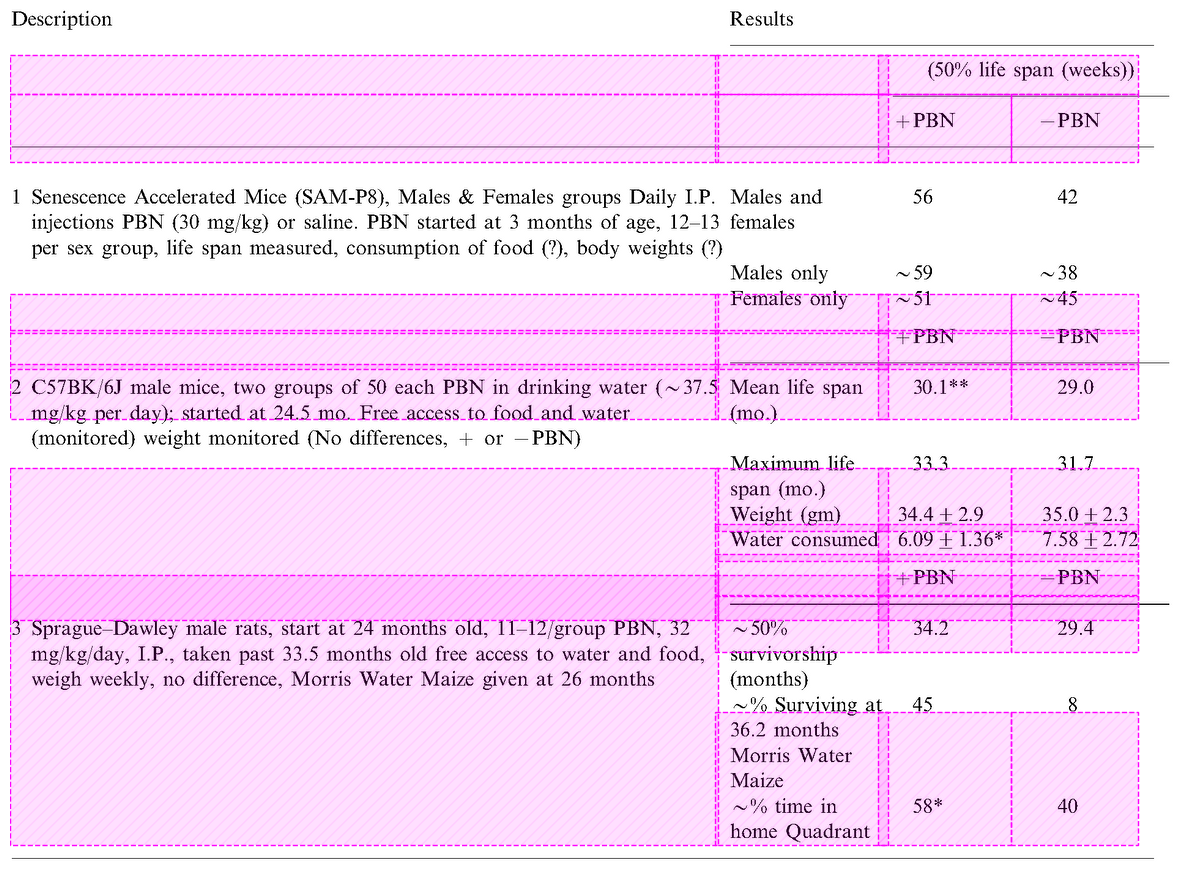 Description Results
(50% life span (weeks))
+PBN −PBN
1 Senescence Accelerated Mice (SAM-P8), Males & Females groups Daily I.P. Males and 56 42
injections PBN (30 mg/kg) or saline. PBN started at 3 months of age, 12–13 females
per sex group, life span measured, consumption of food (?), body weights (?)
Males only ∼59 ∼38
Females only ∼51 ∼45
+PBN −PBN
2 C57BK/6J male mice, two groups of 50 each PBN in drinking water (∼37.5 Mean life span 30.1** 29.0
mg/kg per day); started at 24.5 mo. Free access to food and water (mo.)
(monitored) weight monitored (No differences, + or −PBN)
Maximum life 33.3 31.7
span (mo.)
Weight (gm) 34.4±2.9 35.0±2.3
Water consumed 6.09±1.36* 7.58±2.72
+PBN −PBN
3 Sprague–Dawley male rats, start at 24 months old, 11–12/group PBN, 32 ∼50% 34.2 29.4
mg/kg/day, I.P., taken past 33.5 months old free access to water and food, survivorship
weigh weekly, no difference, Morris Water Maize given at 26 months (months)
∼% Surviving at 45 8
36.2 months
Morris Water
Maize
∼% time in 58* 40
home Quadrant